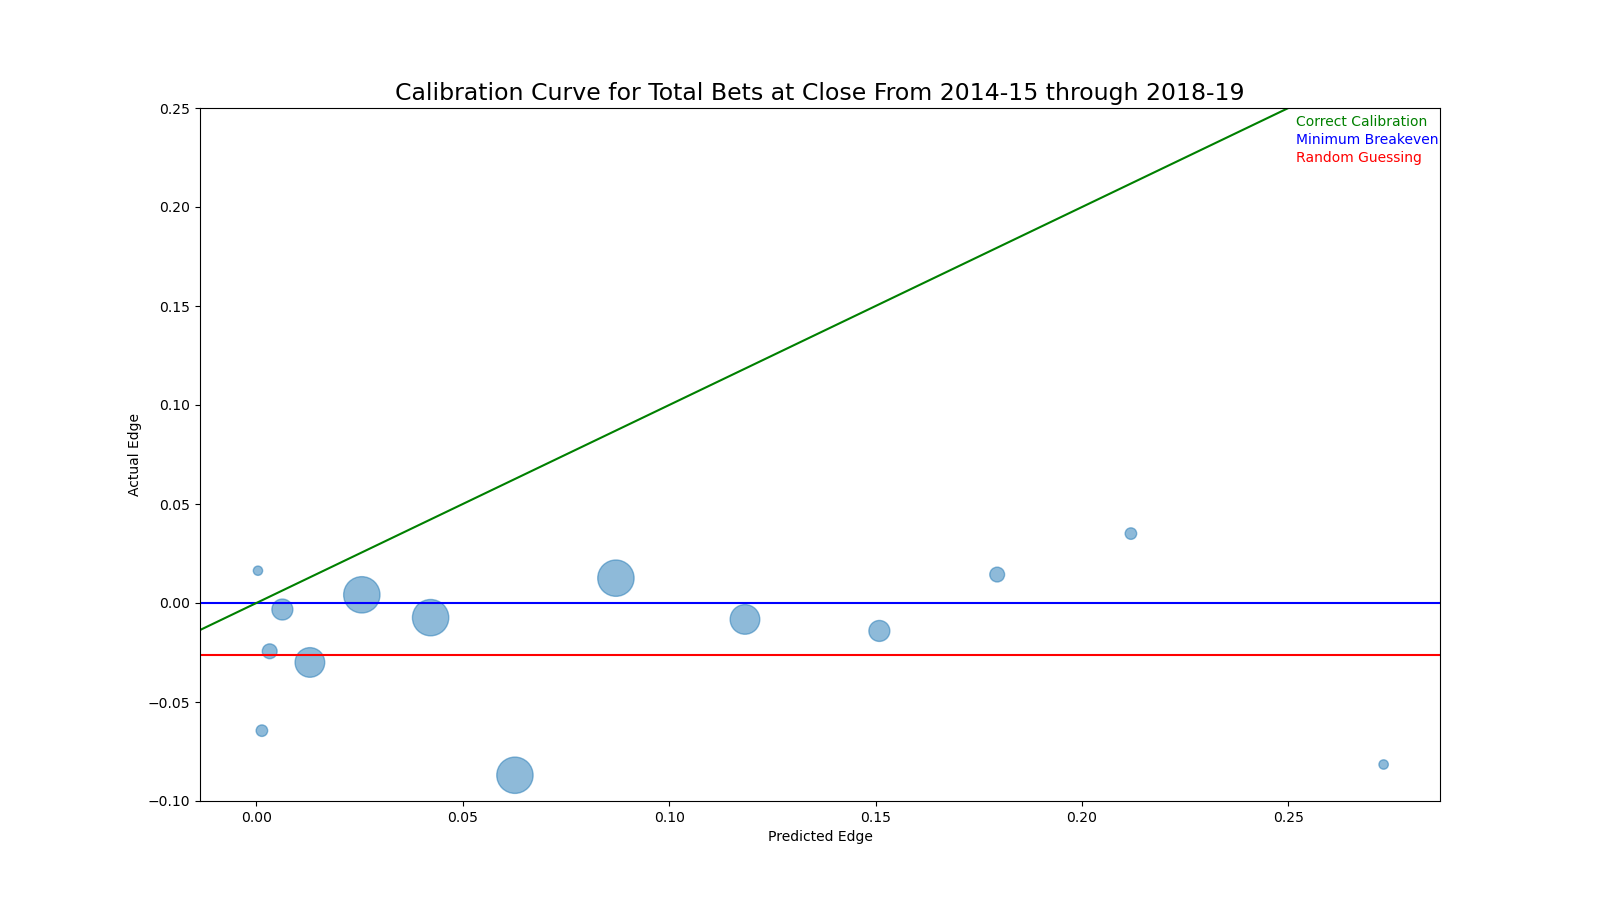 Calibration Curve for Total Bets at Close From 2014-15 through 2018-19
Correct Calibration
Minimum Breakeven
Random Guessing
0.25
0.20
0.15
0.10
0.05
0.00
−0.05
−0.10
Actual Edge
0.00 0.05 0.10 0.15 0.20 0.25
Predicted Edge